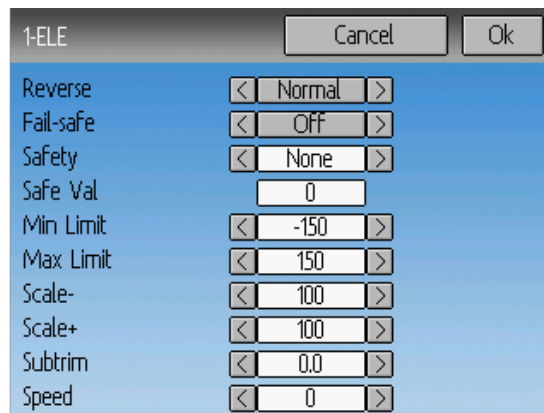 1-ELE Cancel Ok
Reverse < Normal >
Fail-safe < Off >
Safety < None >
Safe Val 0
Min Limit < -150 >
Max Limit < 150 >
Scale- < 100 >
Scale+ < 100 >
Subtrim < 0.0 >
Speed < 0 >